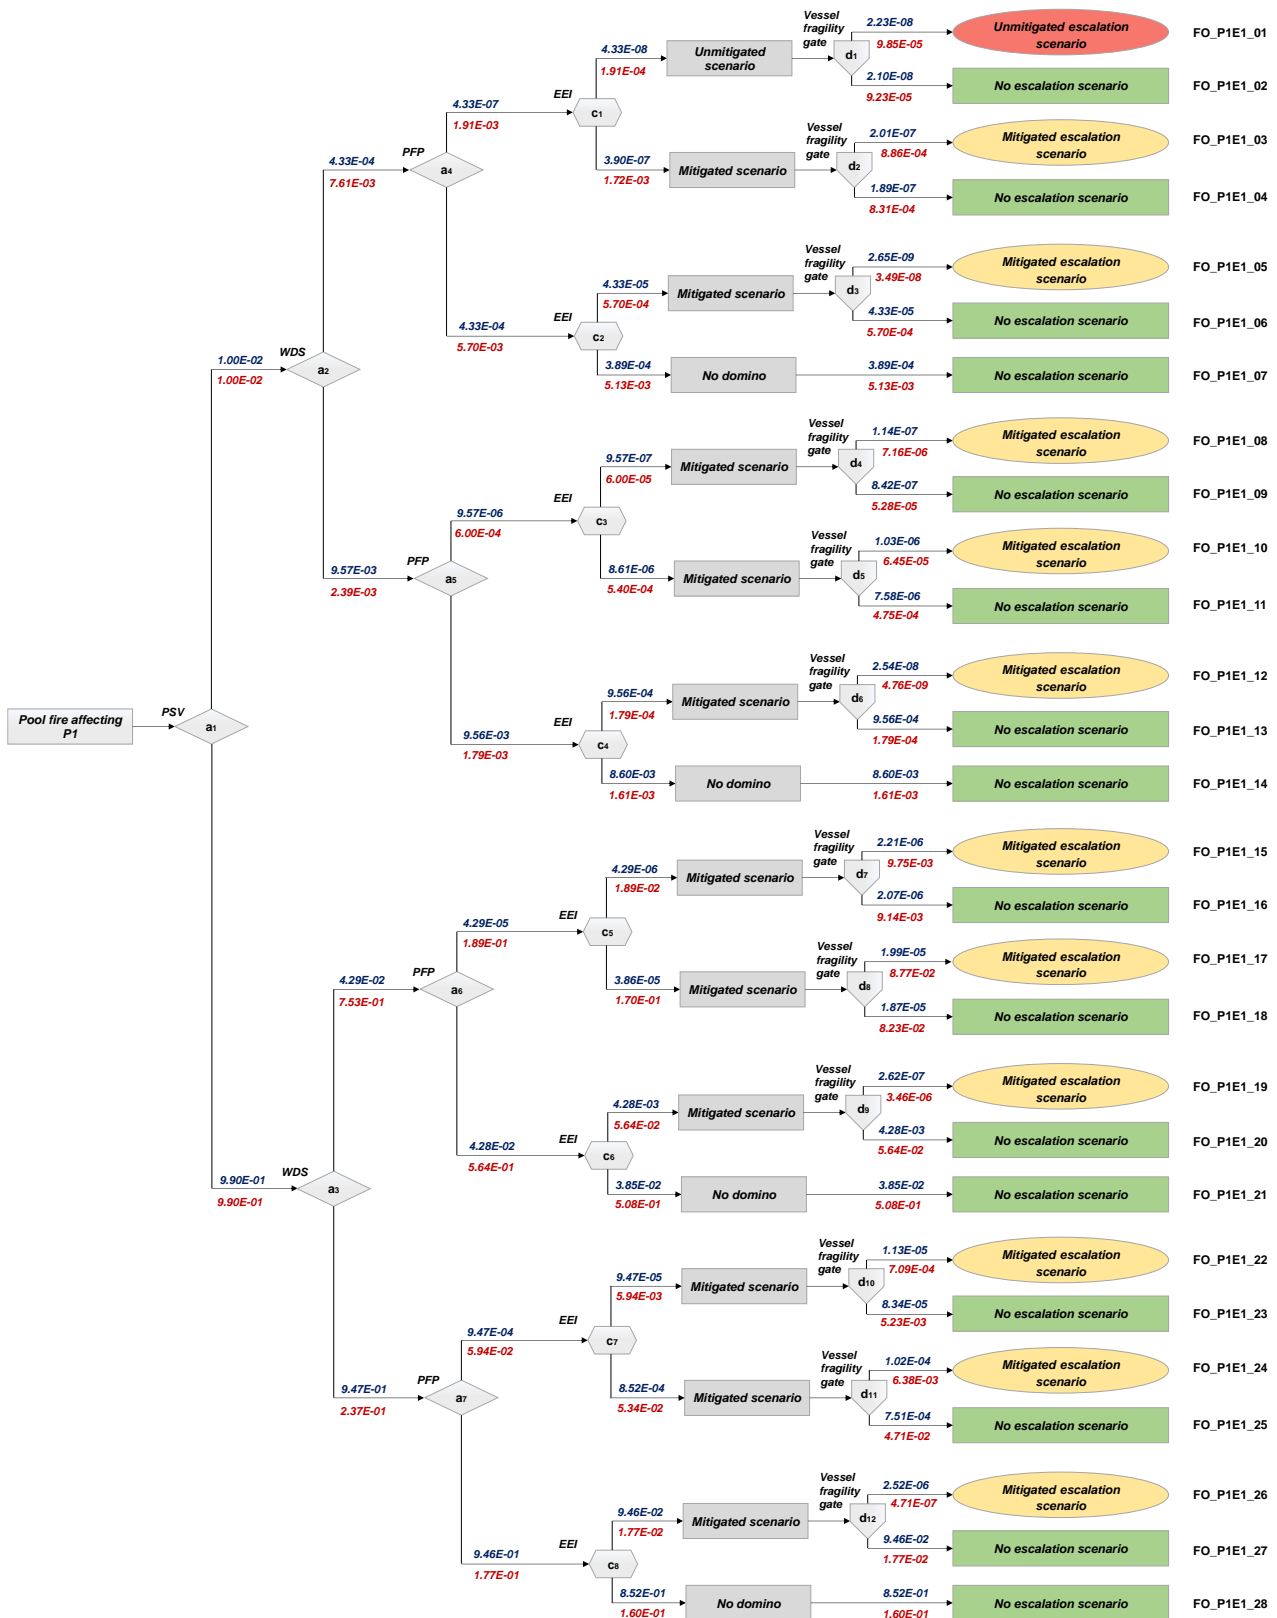 Vessel
fragility
gate
2.23E-08
9.85E-05
d1
Unmitigated escalation
scenario
FO_P1E1_01
4.33E-08
1.91E-04
Unmitigated
scenario
2.10E-08
9.23E-05
No escalation scenario
FO_P1E1_02
EEI
4.33E-07
1.91E-03
c1
Vessel
fragility
gate
2.01E-07
8.86E-04
d2
Mitigated escalation
scenario
FO_P1E1_03
3.90E-07
1.72E-03
Mitigated scenario
1.89E-07
8.31E-04
No escalation scenario
FO_P1E1_04
PFP
4.33E-04
7.61E-03
a4
Vessel
fragility
gate
2.65E-09
3.49E-08
d3
Mitigated escalation
scenario
FO_P1E1_05
4.33E-05
5.70E-04
Mitigated scenario
4.33E-05
5.70E-04
No escalation scenario
FO_P1E1_06
EEI
4.33E-04
5.70E-03
c2
3.89E-04
5.13E-03
No domino
3.89E-04
5.13E-03
No escalation scenario
FO_P1E1_07
WDS
1.00E-02
1.00E-02
a2
Vessel
fragility
gate
1.14E-07
7.16E-06
d4
Mitigated escalation
scenario
FO_P1E1_08
9.57E-07
6.00E-05
Mitigated scenario
8.42E-07
5.28E-05
No escalation scenario
FO_P1E1_09
EEI
9.57E-06
6.00E-04
c3
Vessel
fragility
gate
1.03E-06
6.45E-05
d5
Mitigated escalation
scenario
FO_P1E1_10
8.61E-06
5.40E-04
Mitigated scenario
7.58E-06
4.75E-04
No escalation scenario
FO_P1E1_11
PFP
9.57E-03
2.39E-03
a5
Vessel
fragility
gate
2.54E-08
4.76E-09
d6
Mitigated escalation
scenario
FO_P1E1_12
9.56E-04
1.79E-04
Mitigated scenario
9.56E-04
1.79E-04
No escalation scenario
FO_P1E1_13
EEI
9.56E-03
1.79E-03
c4
8.60E-03
1.61E-03
No domino
8.60E-03
1.61E-03
No escalation scenario
FO_P1E1_14
Pool fire affecting
P1
PSV
a1
Vessel
fragility
gate
2.21E-06
9.75E-03
d7
Mitigated escalation
scenario
FO_P1E1_15
4.29E-06
1.89E-02
Mitigated scenario
2.07E-06
9.14E-03
No escalation scenario
FO_P1E1_16
EEI
4.29E-05
1.89E-01
c5
Vessel
fragility
gate
1.99E-05
8.77E-02
d8
Mitigated escalation
scenario
FO_P1E1_17
3.86E-05
1.70E-01
Mitigated scenario
1.87E-05
8.23E-02
No escalation scenario
FO_P1E1_18
PFP
4.29E-02
7.53E-01
a6
Vessel
fragility
gate
2.62E-07
3.46E-06
d9
Mitigated escalation
scenario
FO_P1E1_19
4.28E-03
5.64E-02
Mitigated scenario
4.28E-03
5.64E-02
No escalation scenario
FO_P1E1_20
EEI
4.28E-02
5.64E-01
c6
3.85E-02
5.08E-01
No domino
3.85E-02
5.08E-01
No escalation scenario
FO_P1E1_21
WDS
9.90E-01
9.90E-01
a3
Vessel
fragility
gate
1.13E-05
7.09E-04
d10
Mitigated escalation
scenario
FO_P1E1_22
9.47E-05
5.94E-03
Mitigated scenario
8.34E-05
5.23E-03
No escalation scenario
FO_P1E1_23
EEI
9.47E-04
5.94E-02
c7
Vessel
fragility
gate
1.02E-04
6.38E-03
d11
Mitigated escalation
scenario
FO_P1E1_24
8.52E-04
5.34E-02
Mitigated scenario
7.51E-04
4.71E-02
No escalation scenario
FO_P1E1_25
PFP
9.47E-01
2.37E-01
a7
Vessel
fragility
gate
2.52E-06
4.71E-07
d12
Mitigated escalation
scenario
FO_P1E1_26
9.46E-02
1.77E-02
Mitigated scenario
9.46E-02
1.77E-02
No escalation scenario
FO_P1E1_27
EEI
9.46E-01
1.77E-01
c8
8.52E-01
1.60E-01
No domino
8.52E-01
1.60E-01
No escalation scenario
FO_P1E1_28